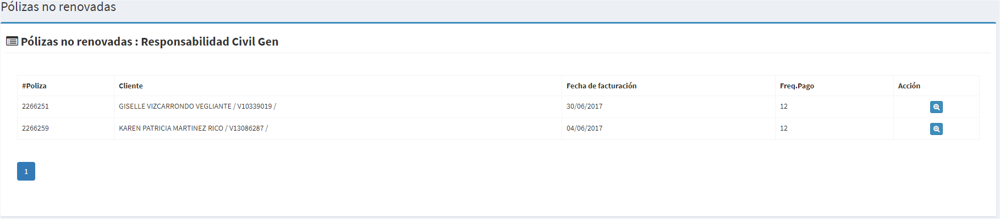 Pólizas no renovadas
Pólizas no renovadas : Responsabilidad Civil Gen
#Poliza Cliente Fecha de facturación Freq.Pago Acción
2266251 GISELLE VIZCARRONDO VEGLIANTE / V10339019 / 30/06/2017 12
2266259 KAREN PATRICIA MARTINEZ RICO / V13086287 / 04/06/2017 12
1